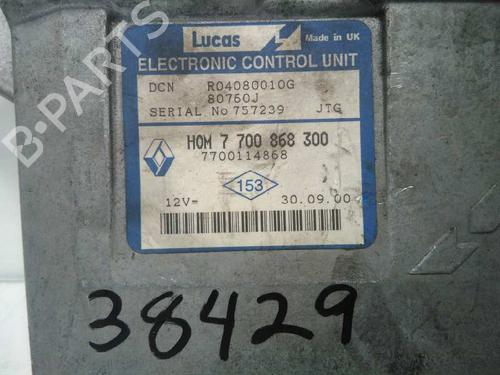 Lucas Made in UK
ELECTRONIC CONTROL UNIT
DCN R04080010G
80760J
SERIAL No 757239 JTG
HOM 7 700 868 300
7700114868
153
12V= 30.09.00
38429
B-PARTS